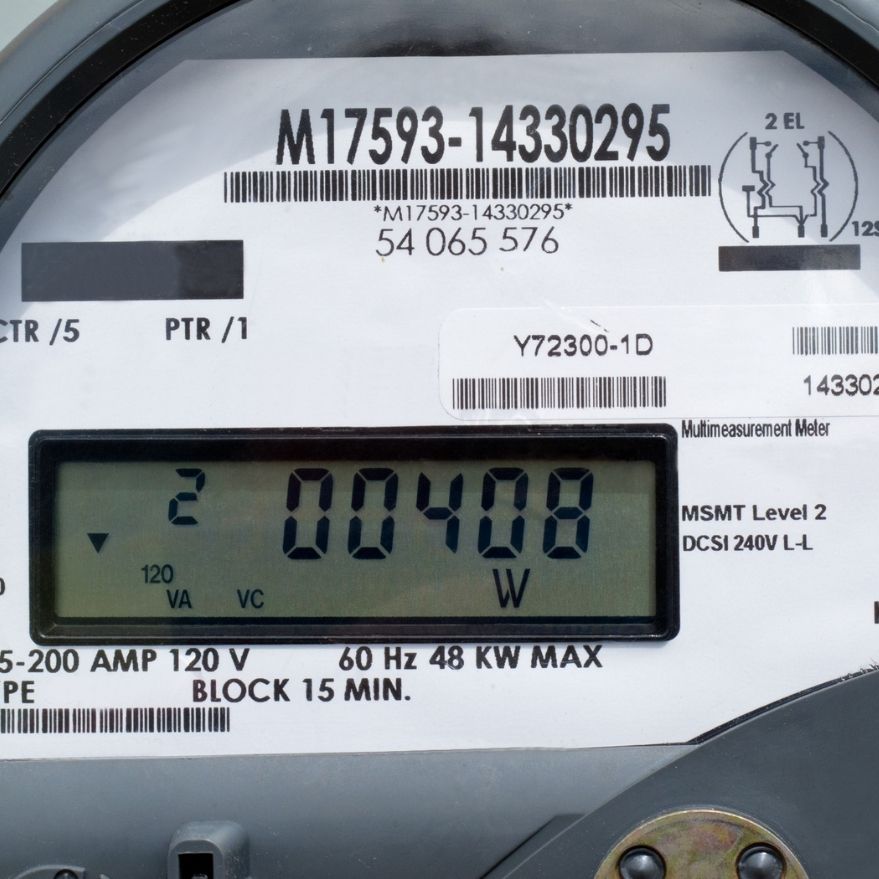 M17593-14330295
2 EL
*M17593-14330295*
54 065 576
12S
CTR /5 PTR /1
Y72300-1D
143302
Multimeasurement Meter
2 00408
MSMT Level 2
DCSI 240V L-L
120
VA VC W
5-200 AMP 120 V 60 Hz 48 KW MAX
BLOCK 15 MIN.